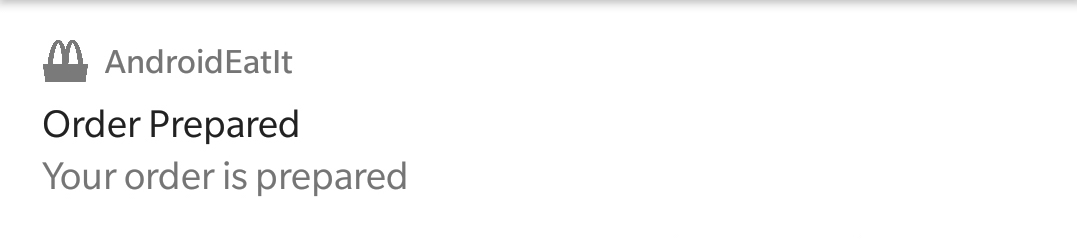 AndroidEatIt
Order Prepared
Your order is prepared